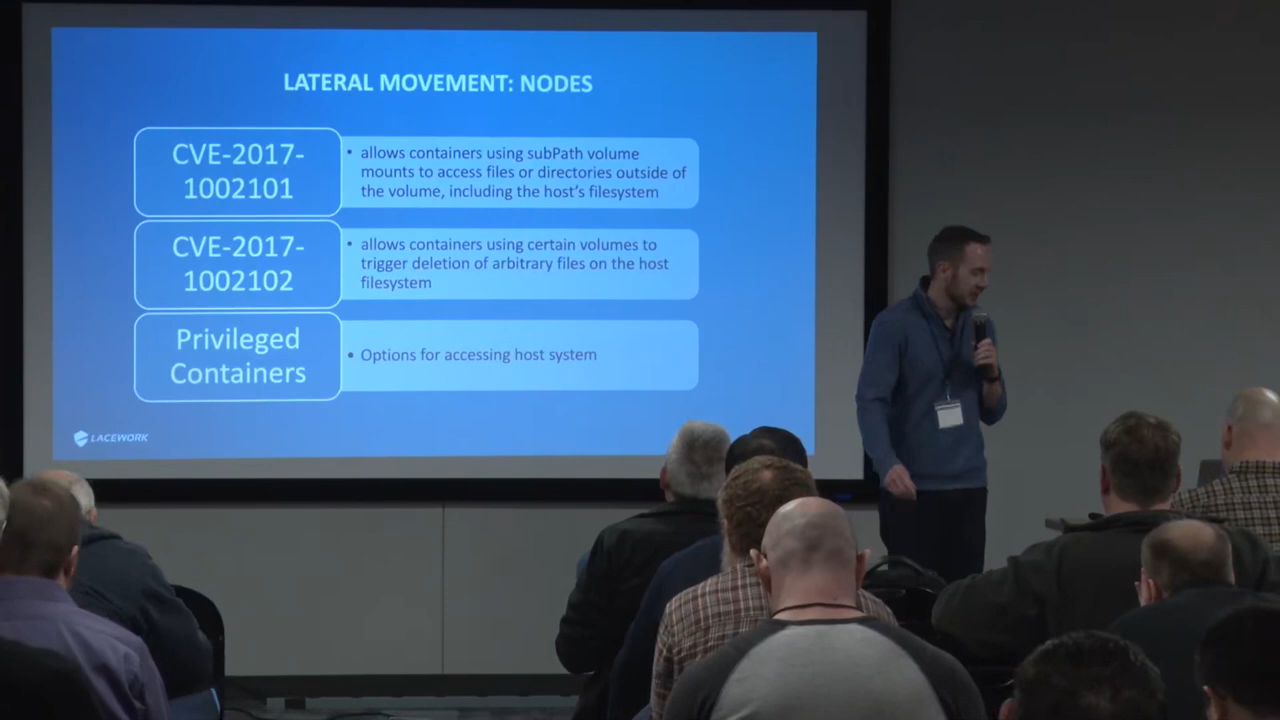 LATERAL MOVEMENT: NODES
CVE-2017-
1002101
• allows containers using subPath volume
mounts to access files or directories outside of
the volume, including the host's filesystem
CVE-2017-
1002102
• allows containers using certain volumes to
trigger deletion of arbitrary files on the host
filesystem
Privileged
Containers
• Options for accessing host system
LACEWORK